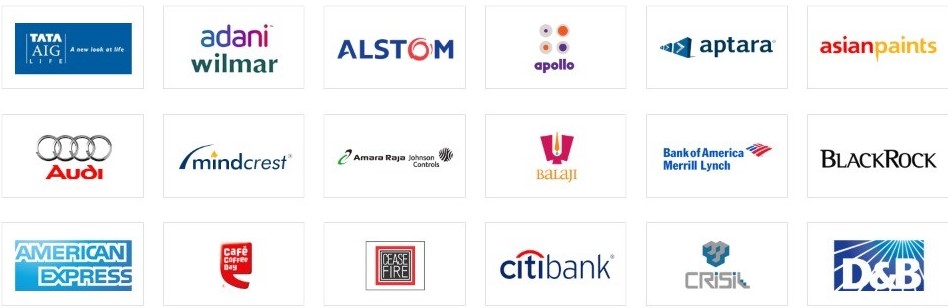 TATA
AIG
LIFE
A new look at life
adani
wilmar
ALSTOM
apollo
aptara
asianpaints
Audi
mindcrest
Amara Raja
Johnson
Controls
BALAJI
Bank of America
Merrill Lynch
BLACKROCK
AMERICAN
EXPRESS
Café
Coffee
Day
CEASE
FIRE
citibank
CRISIL
D&B